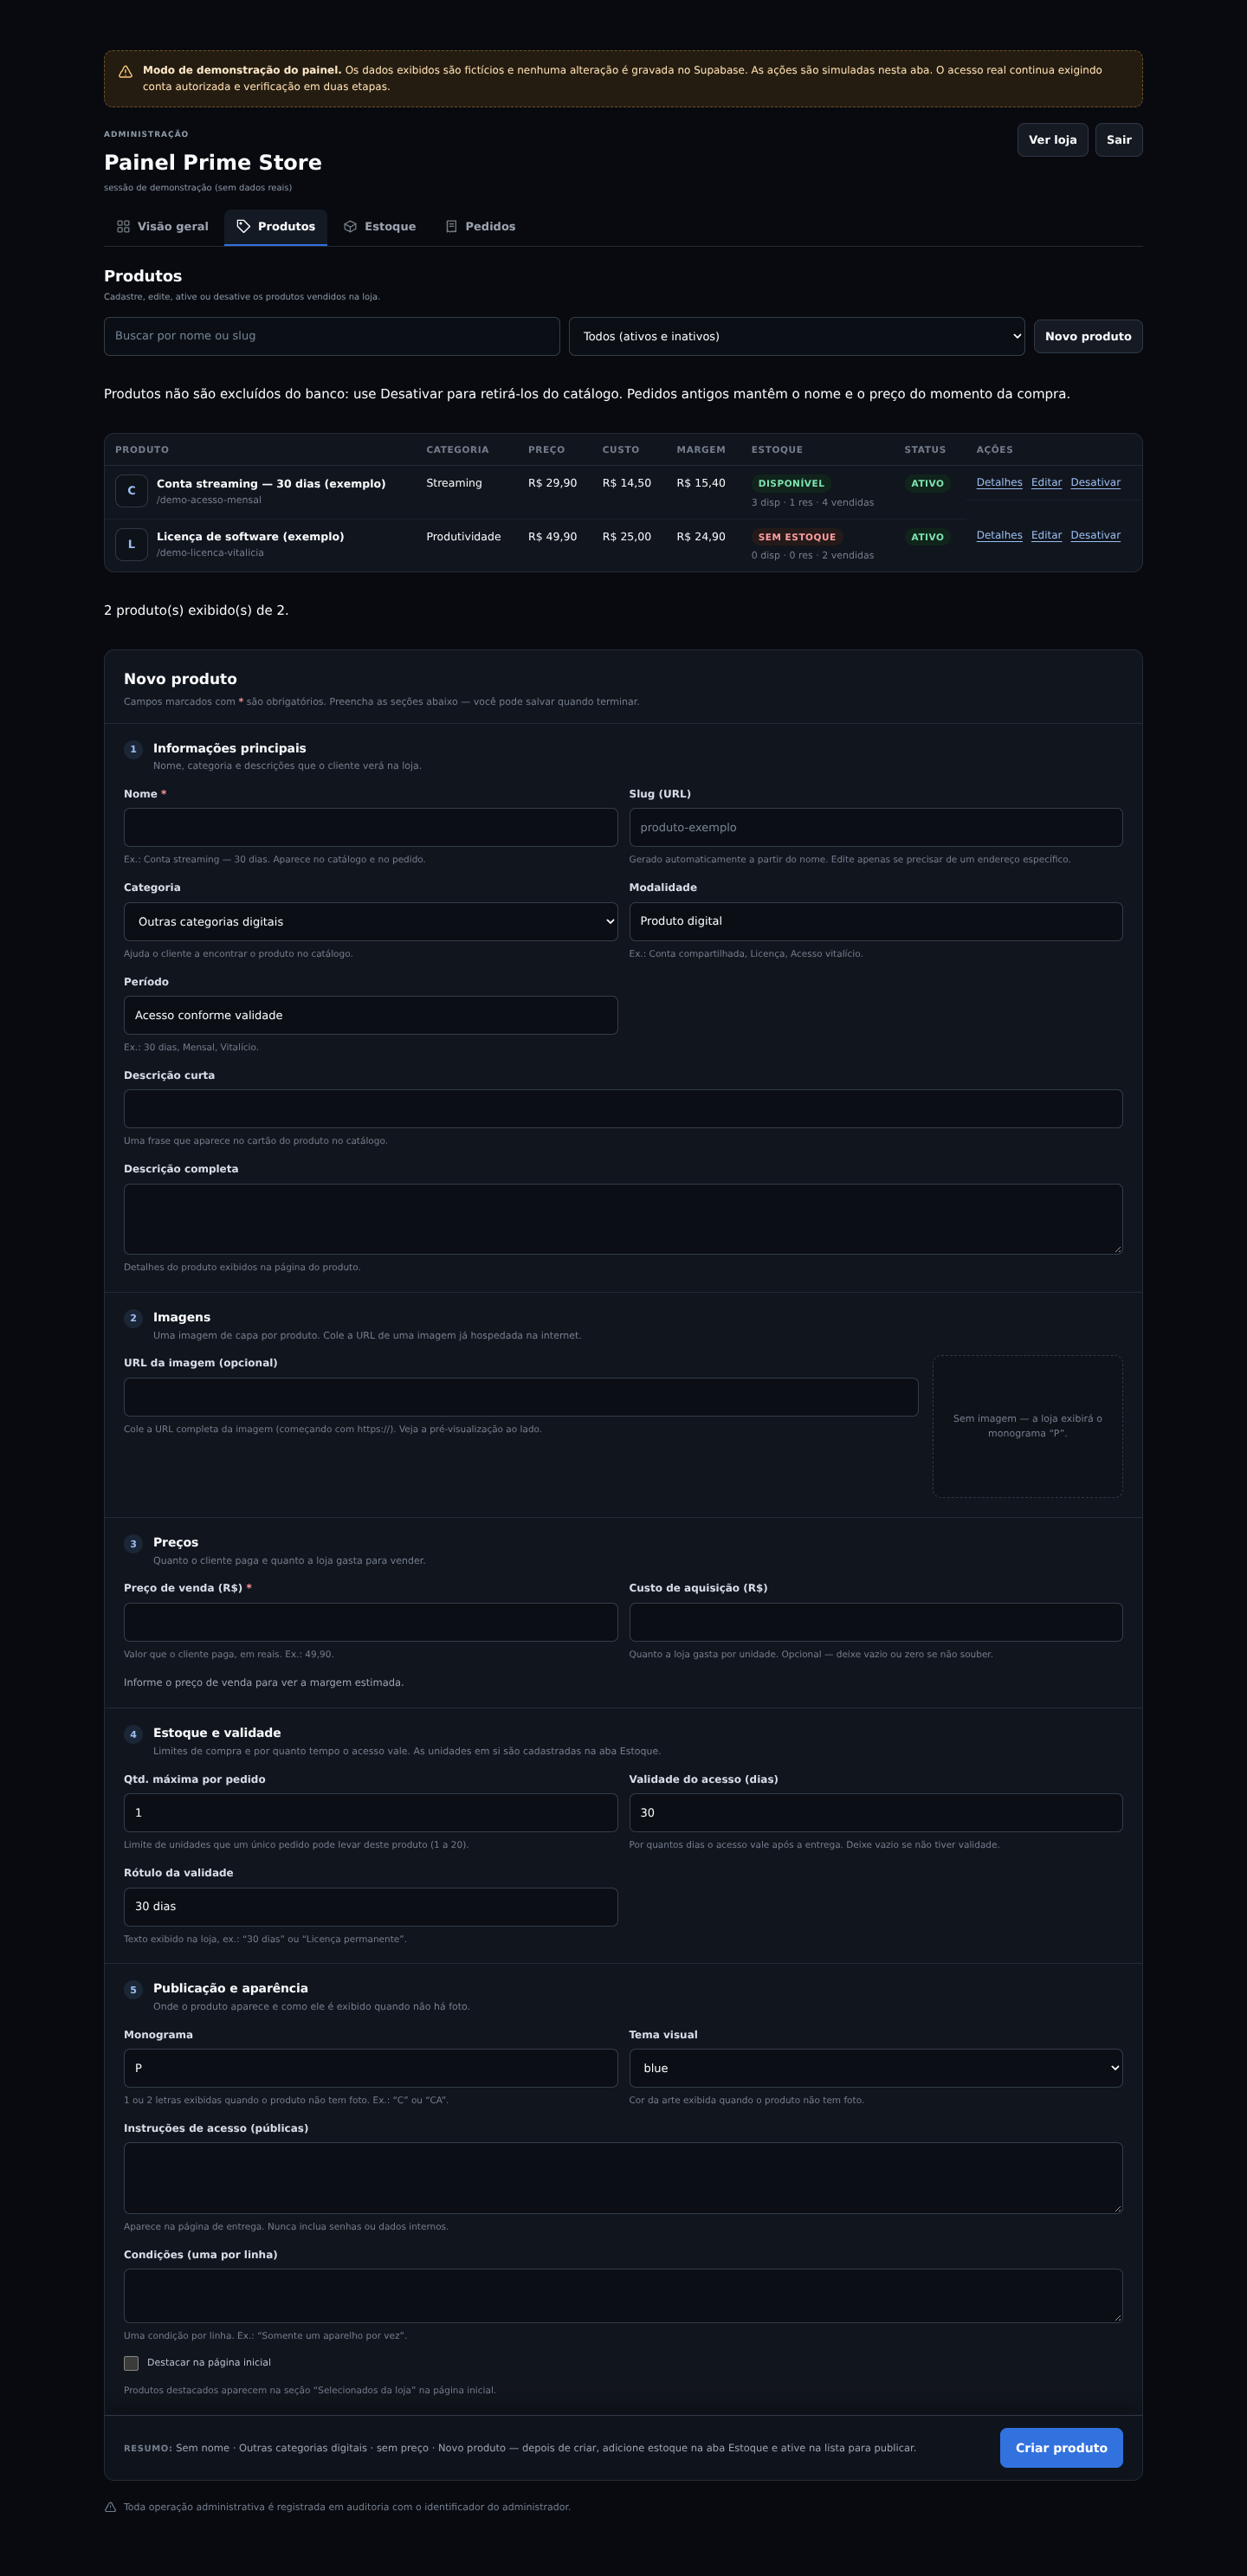 Modo de demonstração do painel. Os dados exibidos são fictícios e nenhuma alteração é gravada no Supabase. As ações são simuladas nesta aba. O acesso real continua exigindo
conta autorizada e verificação em duas etapas.
ADMINISTRAÇÃO
Painel Prime Store
sessão de demonstração (sem dados reais)
Ver loja
Sair
Visão geral
Produtos
Estoque
Pedidos
Produtos
Cadastre, edite, ative ou desative os produtos vendidos na loja.
Buscar por nome ou slug
Todos (ativos e inativos)
Novo produto
Produtos não são excluídos do banco: use Desativar para retirá-los do catálogo. Pedidos antigos mantêm o nome e o preço do momento da compra.
PRODUTO CATEGORIA PREÇO CUSTO MARGEM ESTOQUE STATUS AÇÕES
C Conta streaming — 30 dias (exemplo) Streaming R$ 29,90 R$ 14,50 R$ 15,40 DISPONÍVEL ATIVO Detalhes Editar Desativar
/demo-acesso-mensal 3 disp · 1 res · 4 vendidas
L Licença de software (exemplo) Produtividade R$ 49,90 R$ 25,00 R$ 24,90 SEM ESTOQUE ATIVO Detalhes Editar Desativar
/demo-licenca-vitalicia 0 disp · 0 res · 2 vendidas
2 produto(s) exibido(s) de 2.
Novo produto
Campos marcados com * são obrigatórios. Preencha as seções abaixo — você pode salvar quando terminar.
1 Informações principais
Nome, categoria e descrições que o cliente verá na loja.
Nome *
Ex.: Conta streaming — 30 dias. Aparece no catálogo e no pedido.
Slug (URL)
produto-exemplo
Gerado automaticamente a partir do nome. Edite apenas se precisar de um endereço específico.
Categoria
Outras categorias digitais
Ajuda o cliente a encontrar o produto no catálogo.
Modalidade
Produto digital
Ex.: Conta compartilhada, Licença, Acesso vitalício.
Período
Acesso conforme validade
Ex.: 30 dias, Mensal, Vitalício.
Descrição curta
Uma frase que aparece no cartão do produto no catálogo.
Descrição completa
Detalhes do produto exibidos na página do produto.
2 Imagens
Uma imagem de capa por produto. Cole a URL de uma imagem já hospedada na internet.
URL da imagem (opcional)
Cole a URL completa da imagem (começando com https://). Veja a pré-visualização ao lado.
Sem imagem — a loja exibirá o
monograma “P”.
3 Preços
Quanto o cliente paga e quanto a loja gasta para vender.
Preço de venda (R$) *
Valor que o cliente paga, em reais. Ex.: 49,90.
Custo de aquisição (R$)
Quanto a loja gasta por unidade. Opcional — deixe vazio ou zero se não souber.
Informe o preço de venda para ver a margem estimada.
4 Estoque e validade
Limites de compra e por quanto tempo o acesso vale. As unidades em si são cadastradas na aba Estoque.
Qtd. máxima por pedido
1
Limite de unidades que um único pedido pode levar deste produto (1 a 20).
Validade do acesso (dias)
30
Por quantos dias o acesso vale após a entrega. Deixe vazio se não tiver validade.
Rótulo da validade
30 dias
Texto exibido na loja, ex.: “30 dias” ou “Licença permanente”.
5 Publicação e aparência
Onde o produto aparece e como ele é exibido quando não há foto.
Monograma
P
1 ou 2 letras exibidas quando o produto não tem foto. Ex.: “C” ou “CA”.
Tema visual
blue
Cor da arte exibida quando o produto não tem foto.
Instruções de acesso (públicas)
Aparece na página de entrega. Nunca inclua senhas ou dados internos.
Condições (uma por linha)
Uma condição por linha. Ex.: “Somente um aparelho por vez”.
Destacar na página inicial
Produtos destacados aparecem na seção “Selecionados da loja” na página inicial.
RESUMO: Sem nome · Outras categorias digitais · sem preço · Novo produto — depois de criar, adicione estoque na aba Estoque e ative na lista para publicar.
Criar produto
Toda operação administrativa é registrada em auditoria com o identificador do administrador.